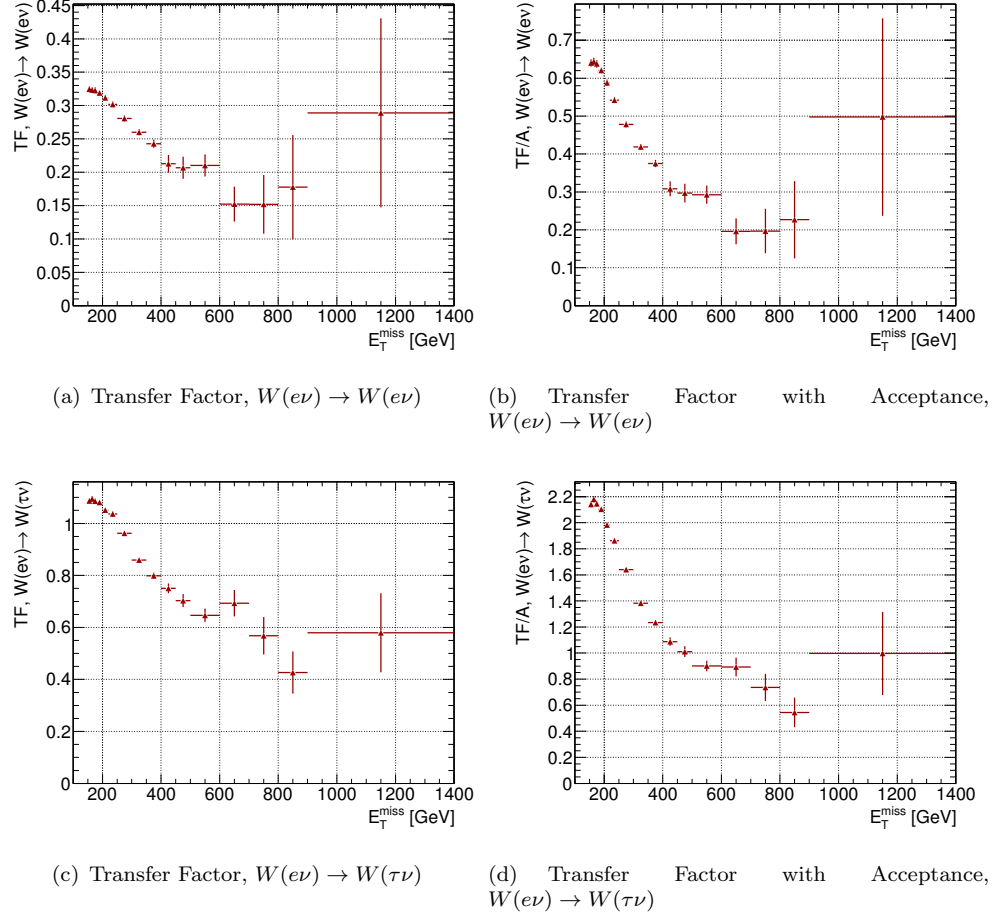 TF, W(eν)→ W(eν)
0.45
0.4
0.35
0.3
0.25
0.2
0.15
0.1
0.05
0
200 400 600 800 1000 1200 1400
E_T^miss [GeV]
(a) Transfer Factor, W(eν) → W(eν)
TF/A, W(eν)→ W(eν)
0.7
0.6
0.5
0.4
0.3
0.2
0.1
0
200 400 600 800 1000 1200 1400
E_T^miss [GeV]
(b) Transfer Factor with Acceptance,
W(eν) → W(eν)
TF, W(eν)→ W(τν)
1
0.8
0.6
0.4
0.2
0
200 400 600 800 1000 1200 1400
E_T^miss [GeV]
(c) Transfer Factor, W(eν) → W(τν)
TF/A, W(eν)→ W(τν)
2.2
2
1.8
1.6
1.4
1.2
1
0.8
0.6
0.4
0.2
0
200 400 600 800 1000 1200 1400
E_T^miss [GeV]
(d) Transfer Factor with Acceptance,
W(eν) → W(τν)